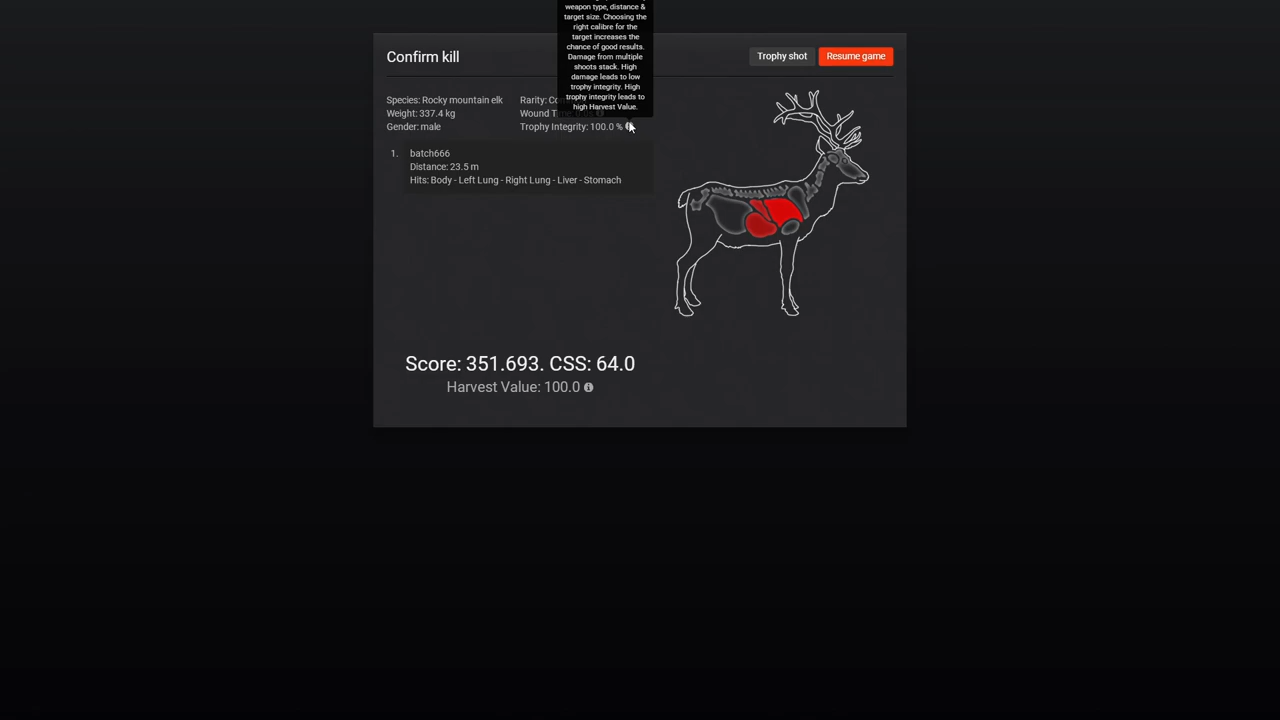 weapon type, distance &
target size. Choosing the
right calibre for the
target increases the
chance of good results.
Damage from multiple
shoots stack. High
damage leads to low
trophy integrity. High
trophy integrity leads to
high Harvest Value.
Confirm kill
Trophy shot
Resume game
Species: Rocky mountain elk
Weight: 337.4 kg
Gender: male
Rarity:
Wound
Trophy Integrity: 100.0 %
1. batch666
Distance: 23.5 m
Hits: Body - Left Lung - Right Lung - Liver - Stomach
Score: 351.693. CSS: 64.0
Harvest Value: 100.0